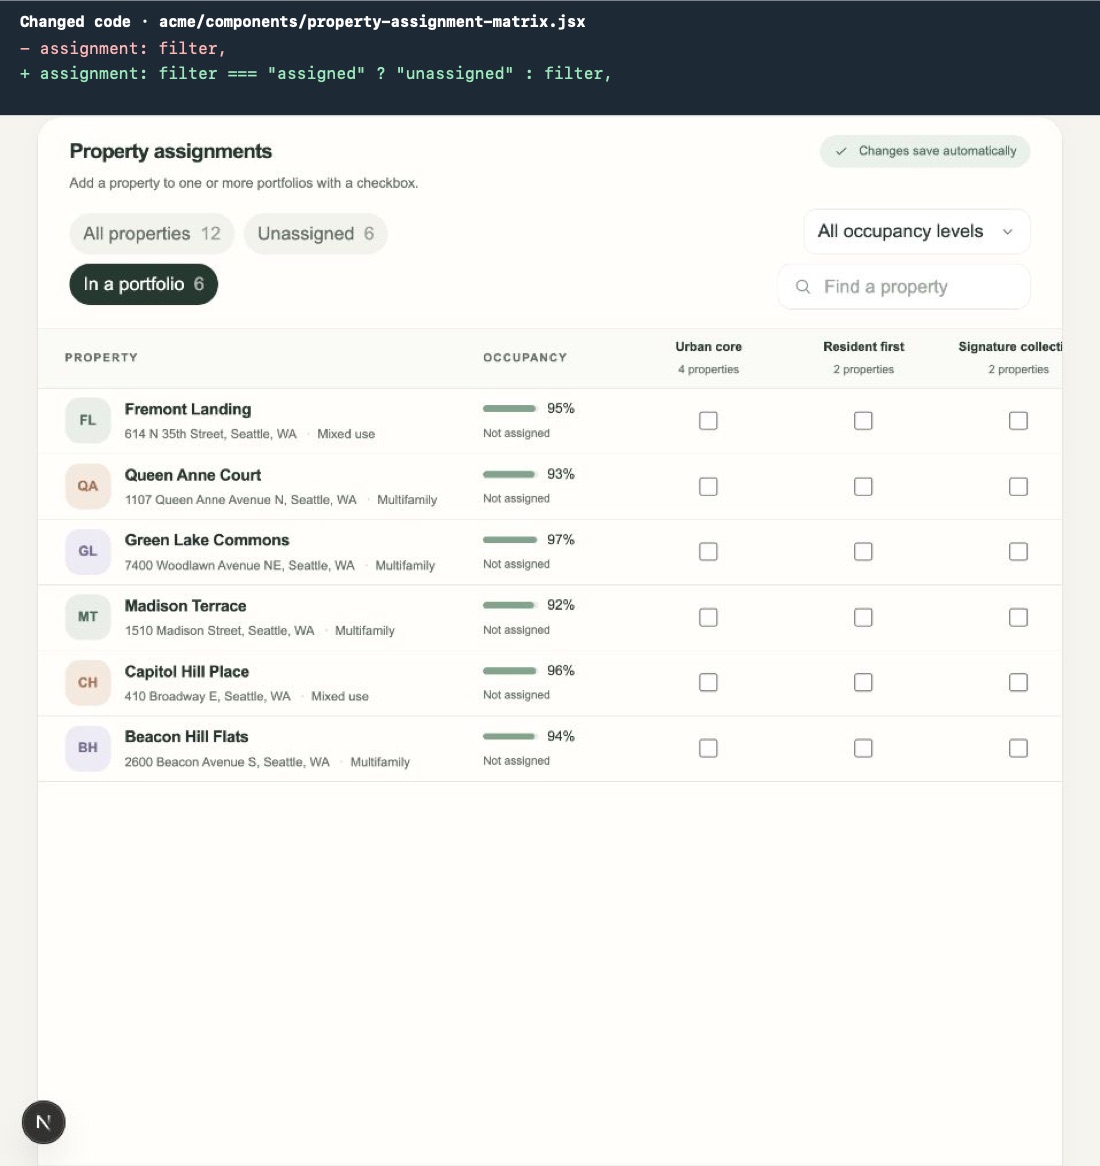 Changed code · acme/components/property-assignment-matrix.jsx
− assignment: filter,
+ assignment: filter === "assigned" ? "unassigned" : filter,
Property assignments
Changes save automatically
Add a property to one or more portfolios with a checkbox.
All properties 12
Unassigned 6
All occupancy levels
In a portfolio 6
Find a property
PROPERTY
OCCUPANCY
Urban core
4 properties
Resident first
2 properties
Signature collecti
2 properties
FL
Fremont Landing
614 N 35th Street, Seattle, WA · Mixed use
95%
Not assigned
QA
Queen Anne Court
1107 Queen Anne Avenue N, Seattle, WA · Multifamily
93%
Not assigned
GL
Green Lake Commons
7400 Woodlawn Avenue NE, Seattle, WA · Multifamily
97%
Not assigned
MT
Madison Terrace
1510 Madison Street, Seattle, WA · Multifamily
92%
Not assigned
CH
Capitol Hill Place
410 Broadway E, Seattle, WA · Mixed use
96%
Not assigned
BH
Beacon Hill Flats
2600 Beacon Avenue S, Seattle, WA · Multifamily
94%
Not assigned
N